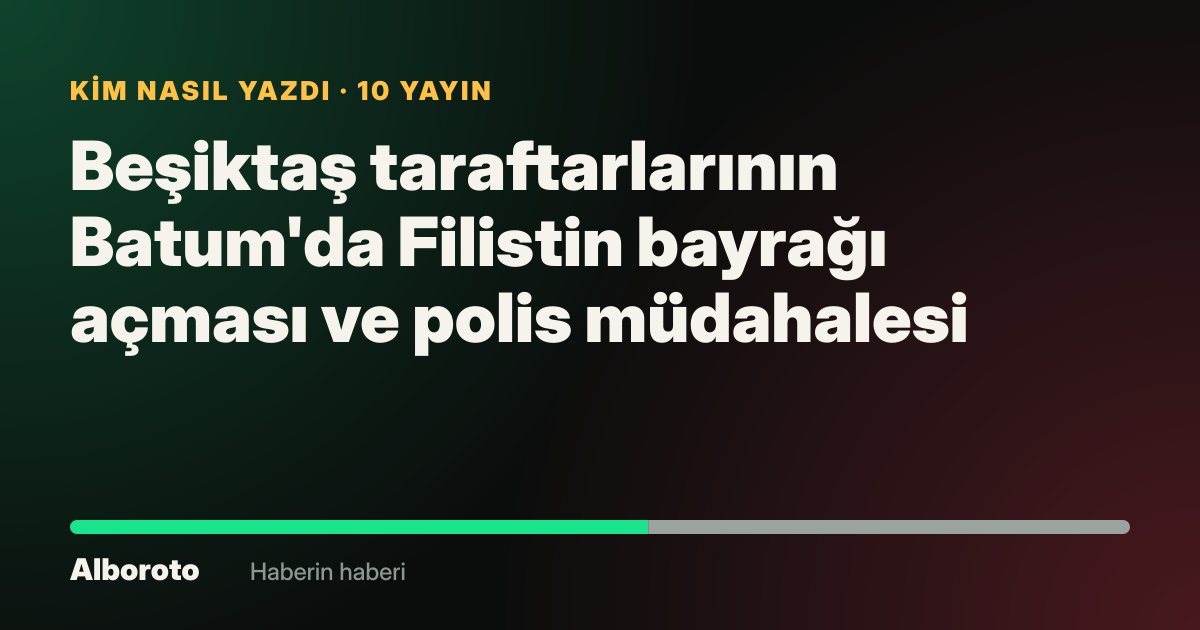 KİM NASIL YAZDI · 10 YAYIN
Beşiktaş taraftarlarının
Batum'da Filistin bayrağı
açması ve polis müdahalesi
Alboroto
Haberin haberi